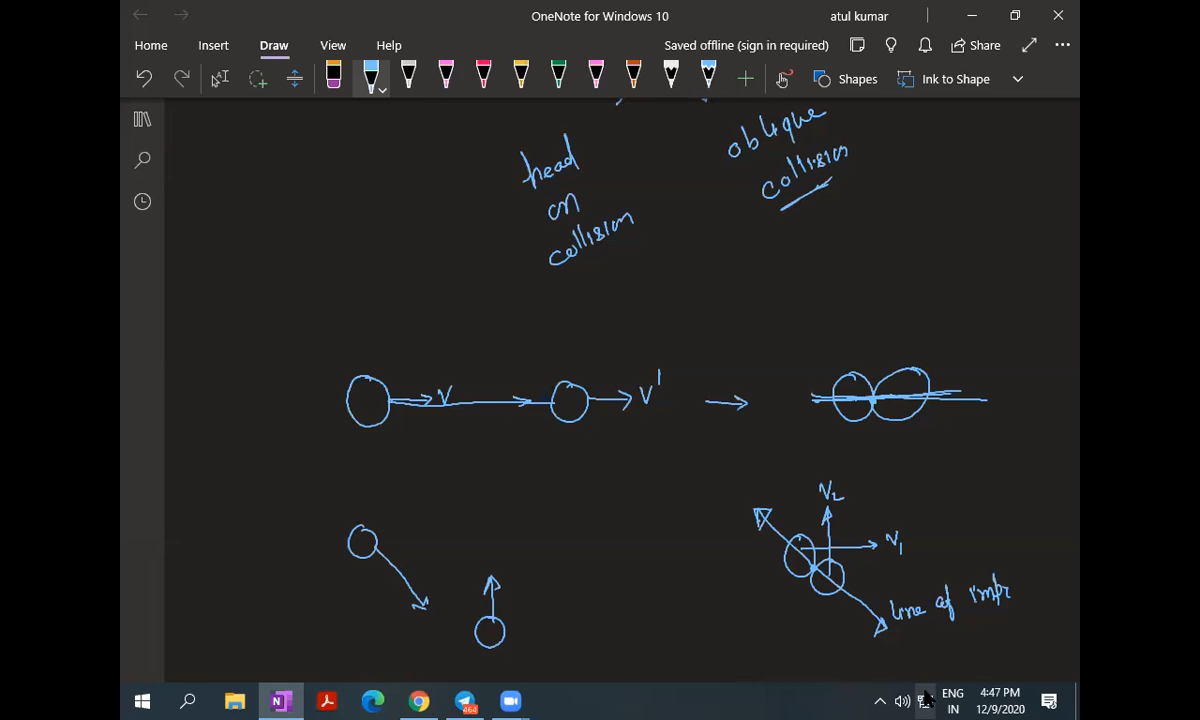 OneNote for Windows 10
atul kumar
Home Insert Draw View Help
Saved offline (sign in required)
Share
Shapes
Ink to Shape
head
on
collision
oblique
collision
V
V'
V2
V1
line of imp
464
ENG
IN
4:47 PM
12/9/2020